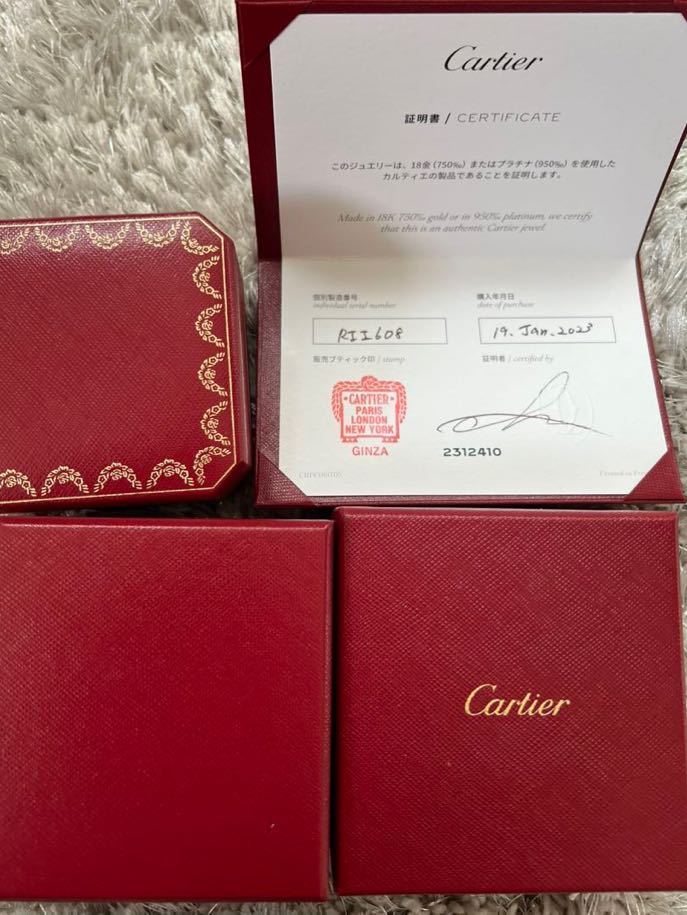 Cartier
証明書 / CERTIFICATE
このジュエリーは、18金（750‰）またはプラチナ（950‰）を使用した
カルティエの製品であることを証明します。
Made in 18K 750‰ gold or in 950‰ platinum, we certify
that this is an authentic Cartier jewel.
個別製造番号
individual serial number
RII608
購入年月日
date of purchase
19. Jan. 2023
販売ブティック印 / stamp
CARTIER
PARIS
LONDON
NEW YORK
GINZA
証明者 / certified by
2312410
Cartier